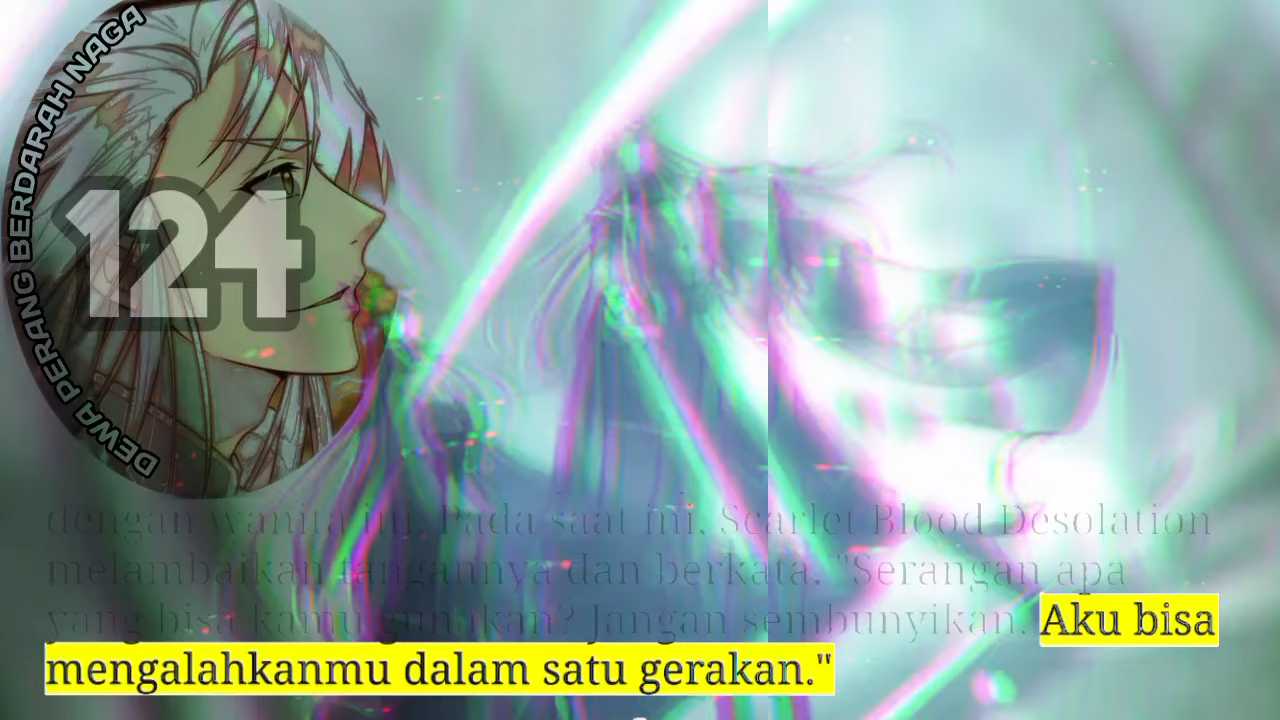 DEWA PERANG BERDARAH NAGA
124
dengan wanita ini. Pada saat ini, Scarlet Blood Desolation
melambaikan tangannya dan berkata, "Serangan apa
yang bisa kamu gunakan? Jangan sembunyikan. Aku bisa
mengalahkanmu dalam satu gerakan."